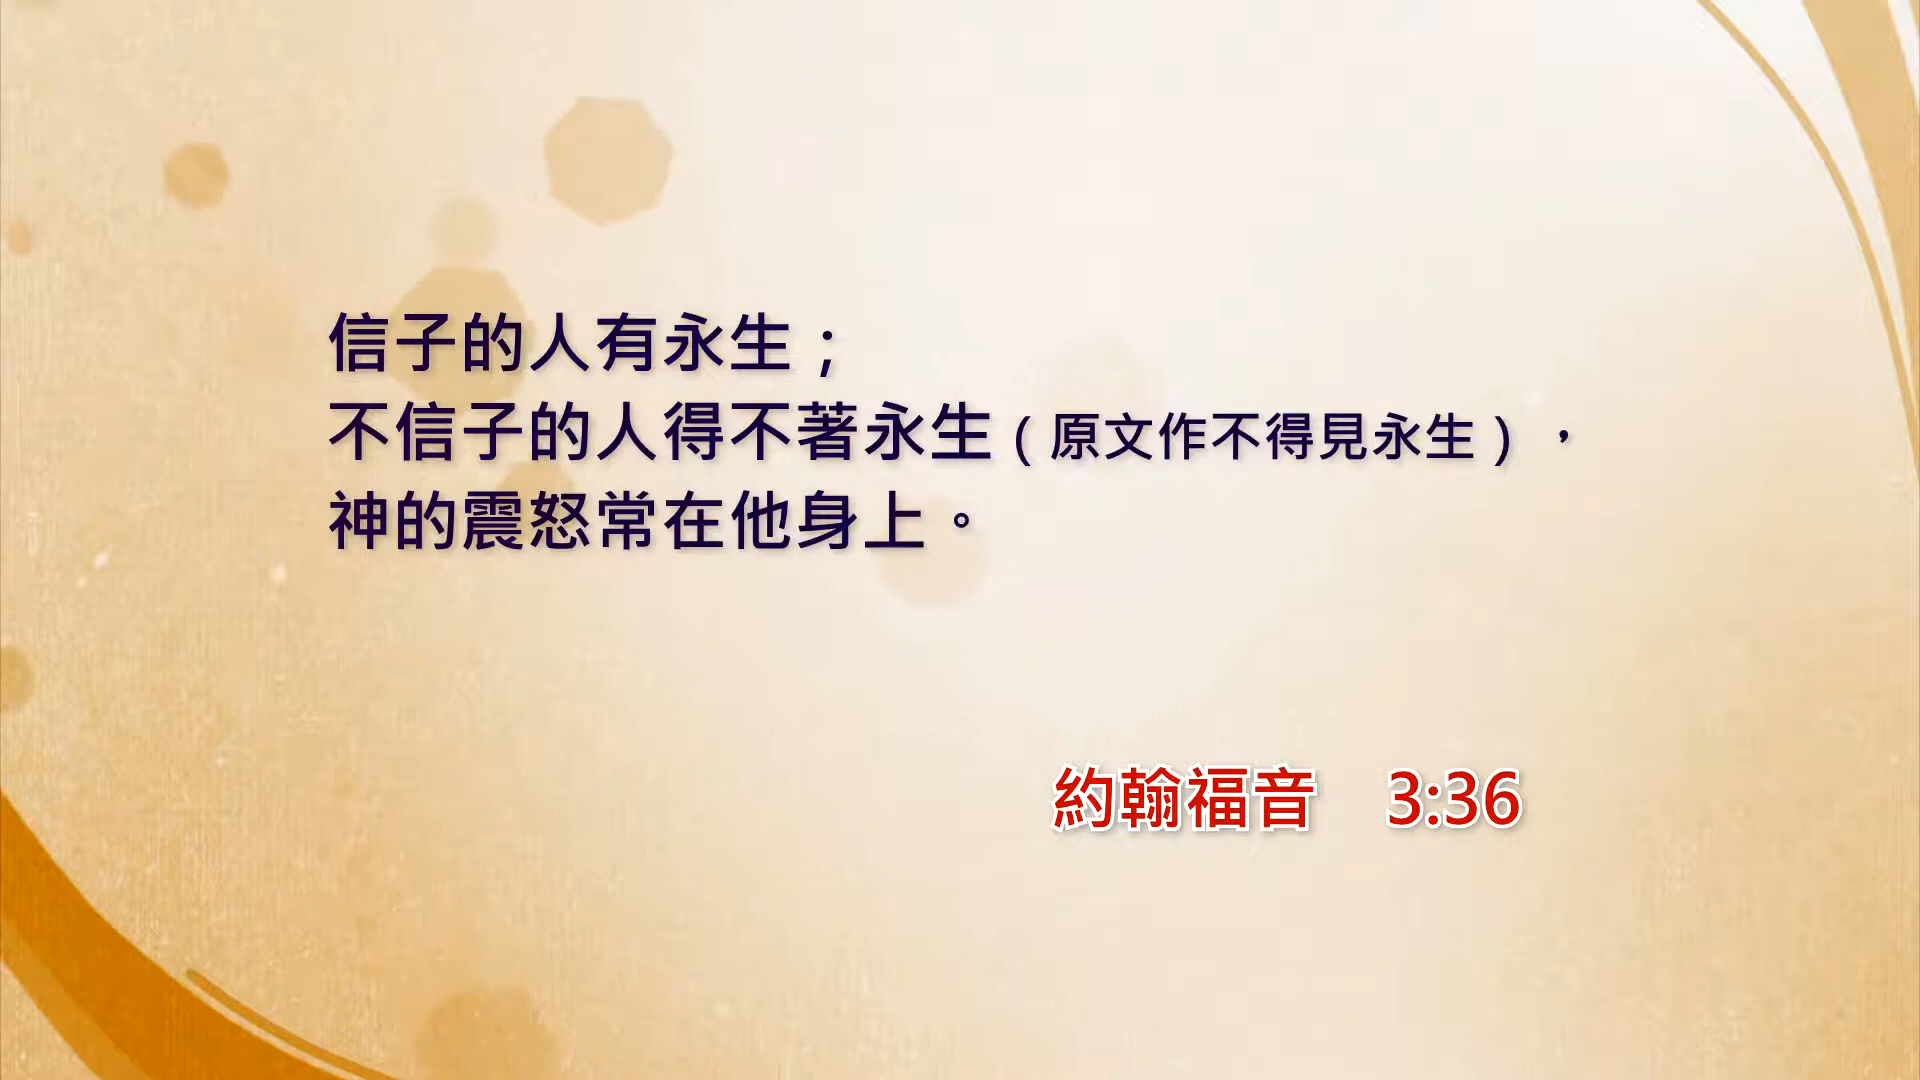 信子的人有永生；
不信子的人得不著永生（原文作不得見永生），
神的震怒常在他身上。
約翰福音　3:36